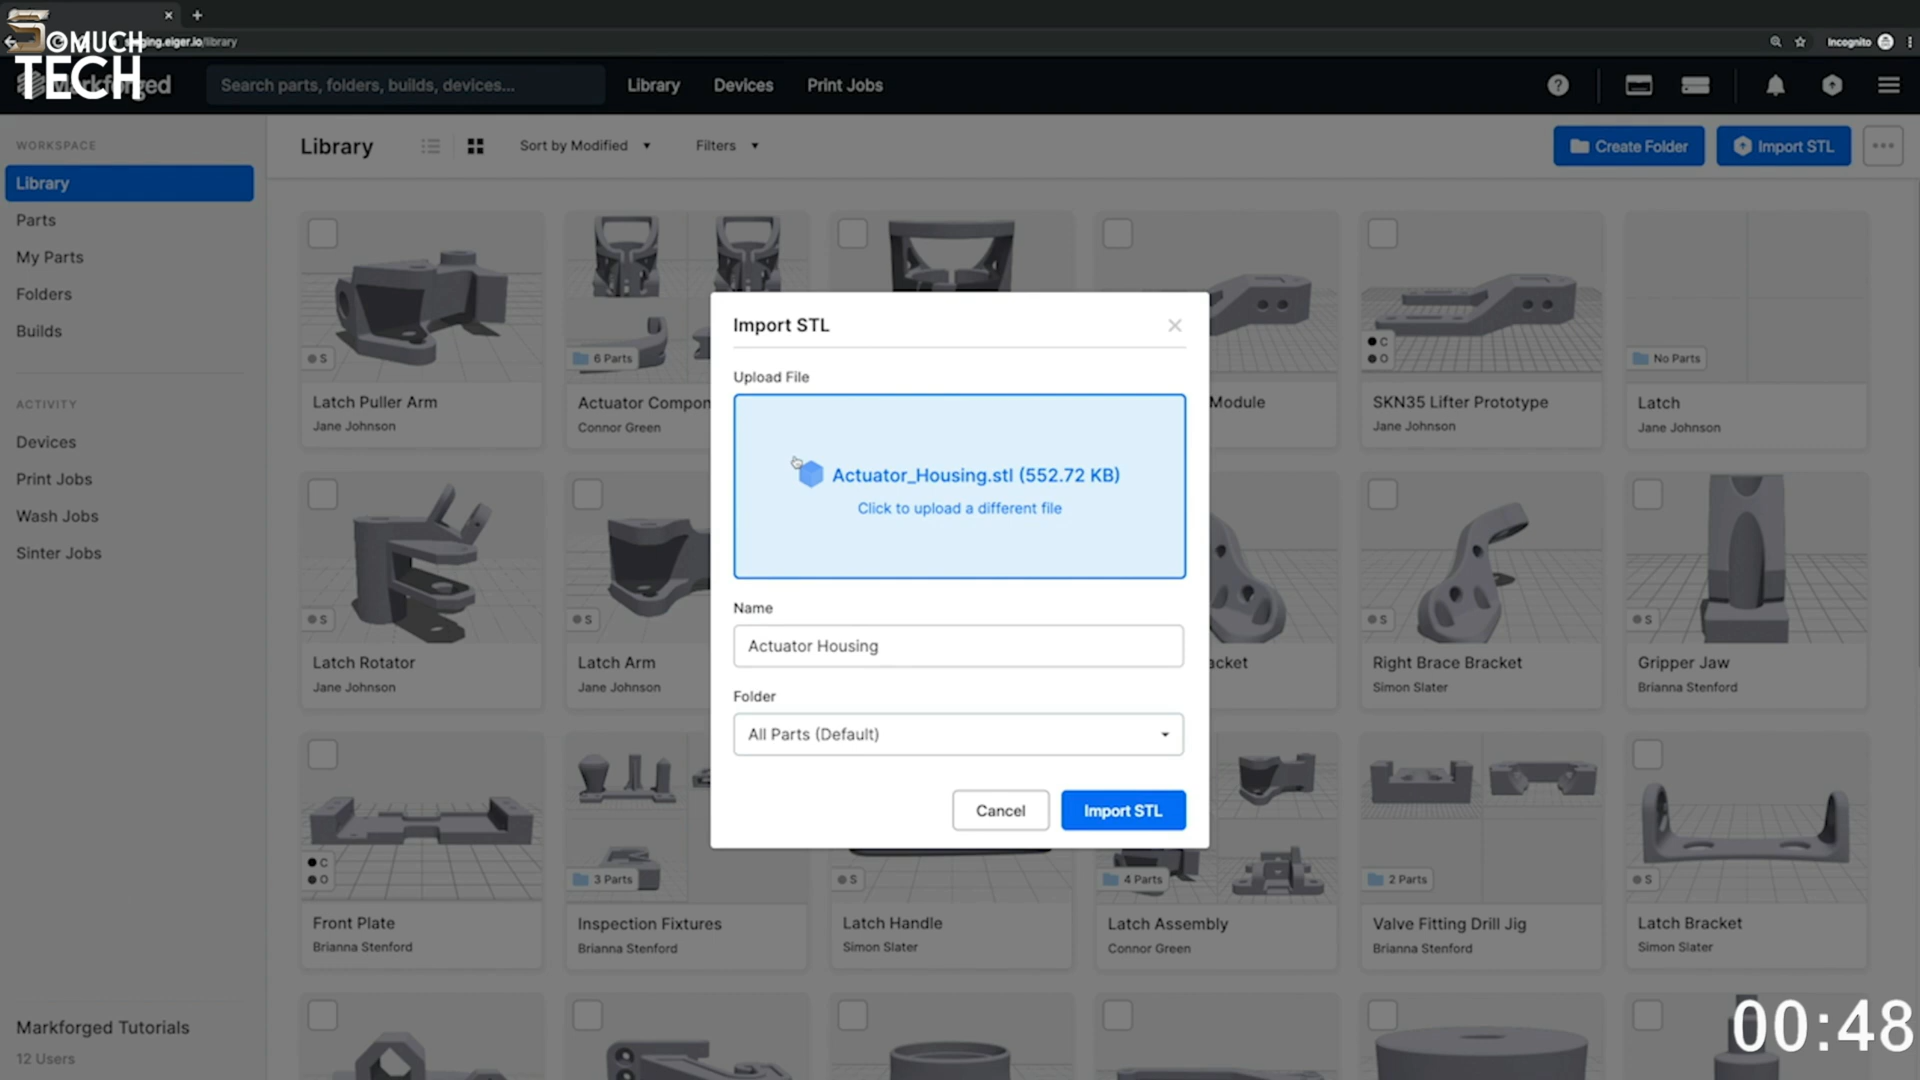 SOMUCH
TECH
ging.eiger.io/library
Incognito
Markforged
Search parts, folders, builds, devices...
Library
Devices
Print Jobs
WORKSPACE
Library
Parts
My Parts
Folders
Builds
ACTIVITY
Devices
Print Jobs
Wash Jobs
Sinter Jobs
Markforged Tutorials
12 Users
Library
Sort by Modified
Filters
Create Folder
Import STL
S
Latch Puller Arm
Jane Johnson
6 Parts
Actuator Compon
Connor Green
Module
C
O
SKN35 Lifter Prototype
Jane Johnson
No Parts
Latch
Jane Johnson
S
Latch Rotator
Jane Johnson
S
Latch Arm
Jane Johnson
acket
S
Right Brace Bracket
Simon Slater
S
Gripper Jaw
Brianna Stenford
C
O
Front Plate
Brianna Stenford
3 Parts
Inspection Fixtures
Brianna Stenford
S
Latch Handle
Simon Slater
4 Parts
Latch Assembly
Connor Green
2 Parts
Valve Fitting Drill Jig
Brianna Stenford
S
Latch Bracket
Simon Slater
Import STL
Upload File
Actuator_Housing.stl (552.72 KB)
Click to upload a different file
Name
Actuator Housing
Folder
All Parts (Default)
Cancel
Import STL
00:48